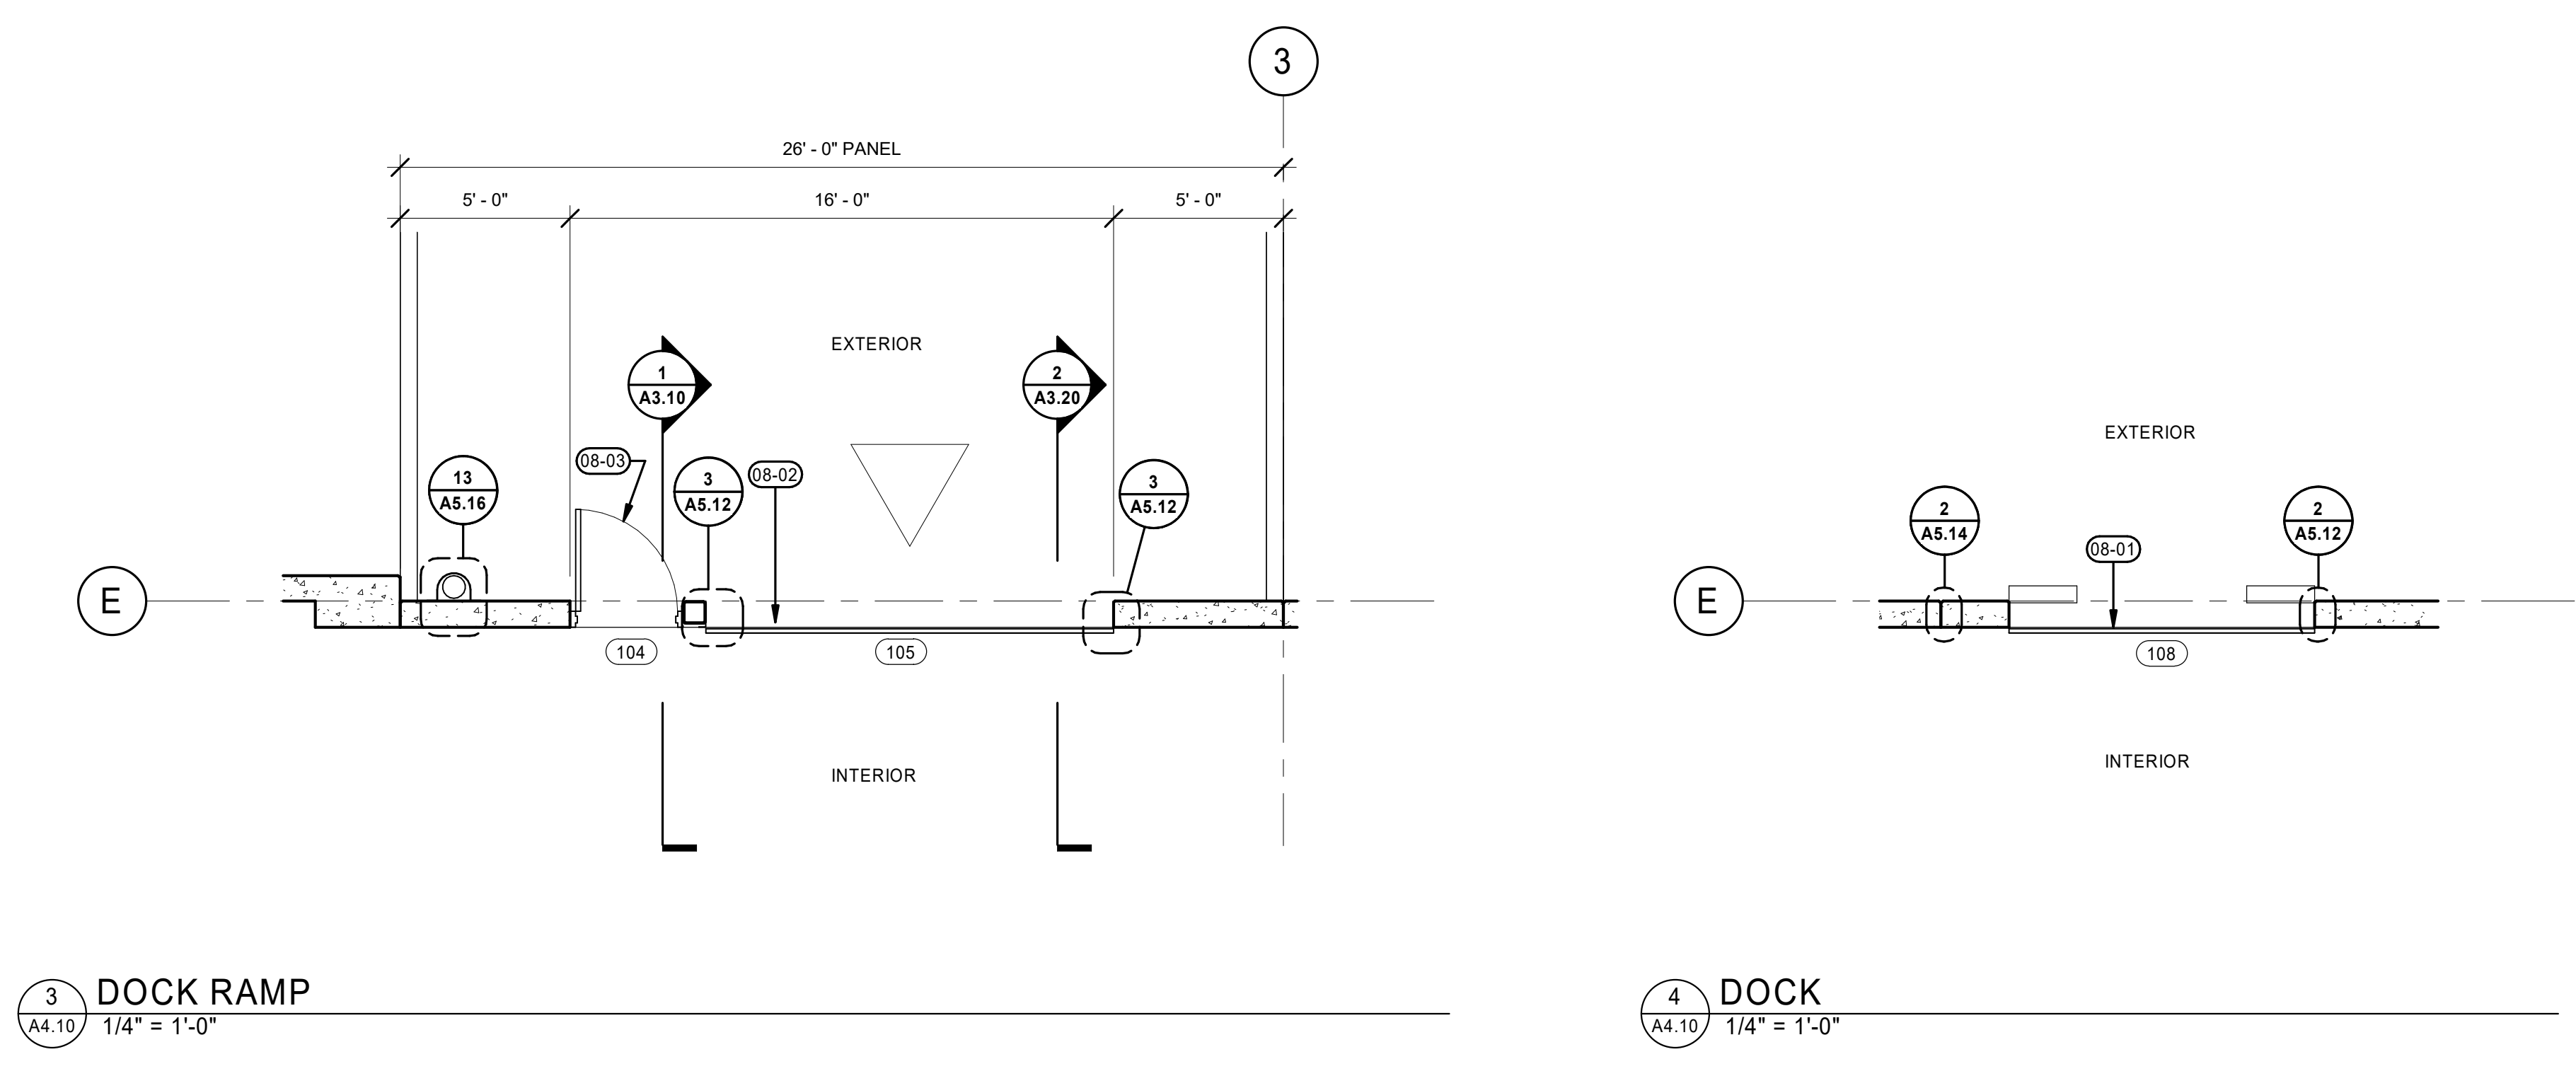 3
26' - 0" PANEL
5' - 0"
16' - 0"
5' - 0"
EXTERIOR
1
A3.10
2
A3.20
08-03
13
A5.16
3
A5.12
08-02
3
A5.12
E
104
105
INTERIOR
3
A4.10
DOCK RAMP
1/4" = 1'-0"
EXTERIOR
2
A5.14
08-01
2
A5.12
E
108
INTERIOR
4
A4.10
DOCK
1/4" = 1'-0"